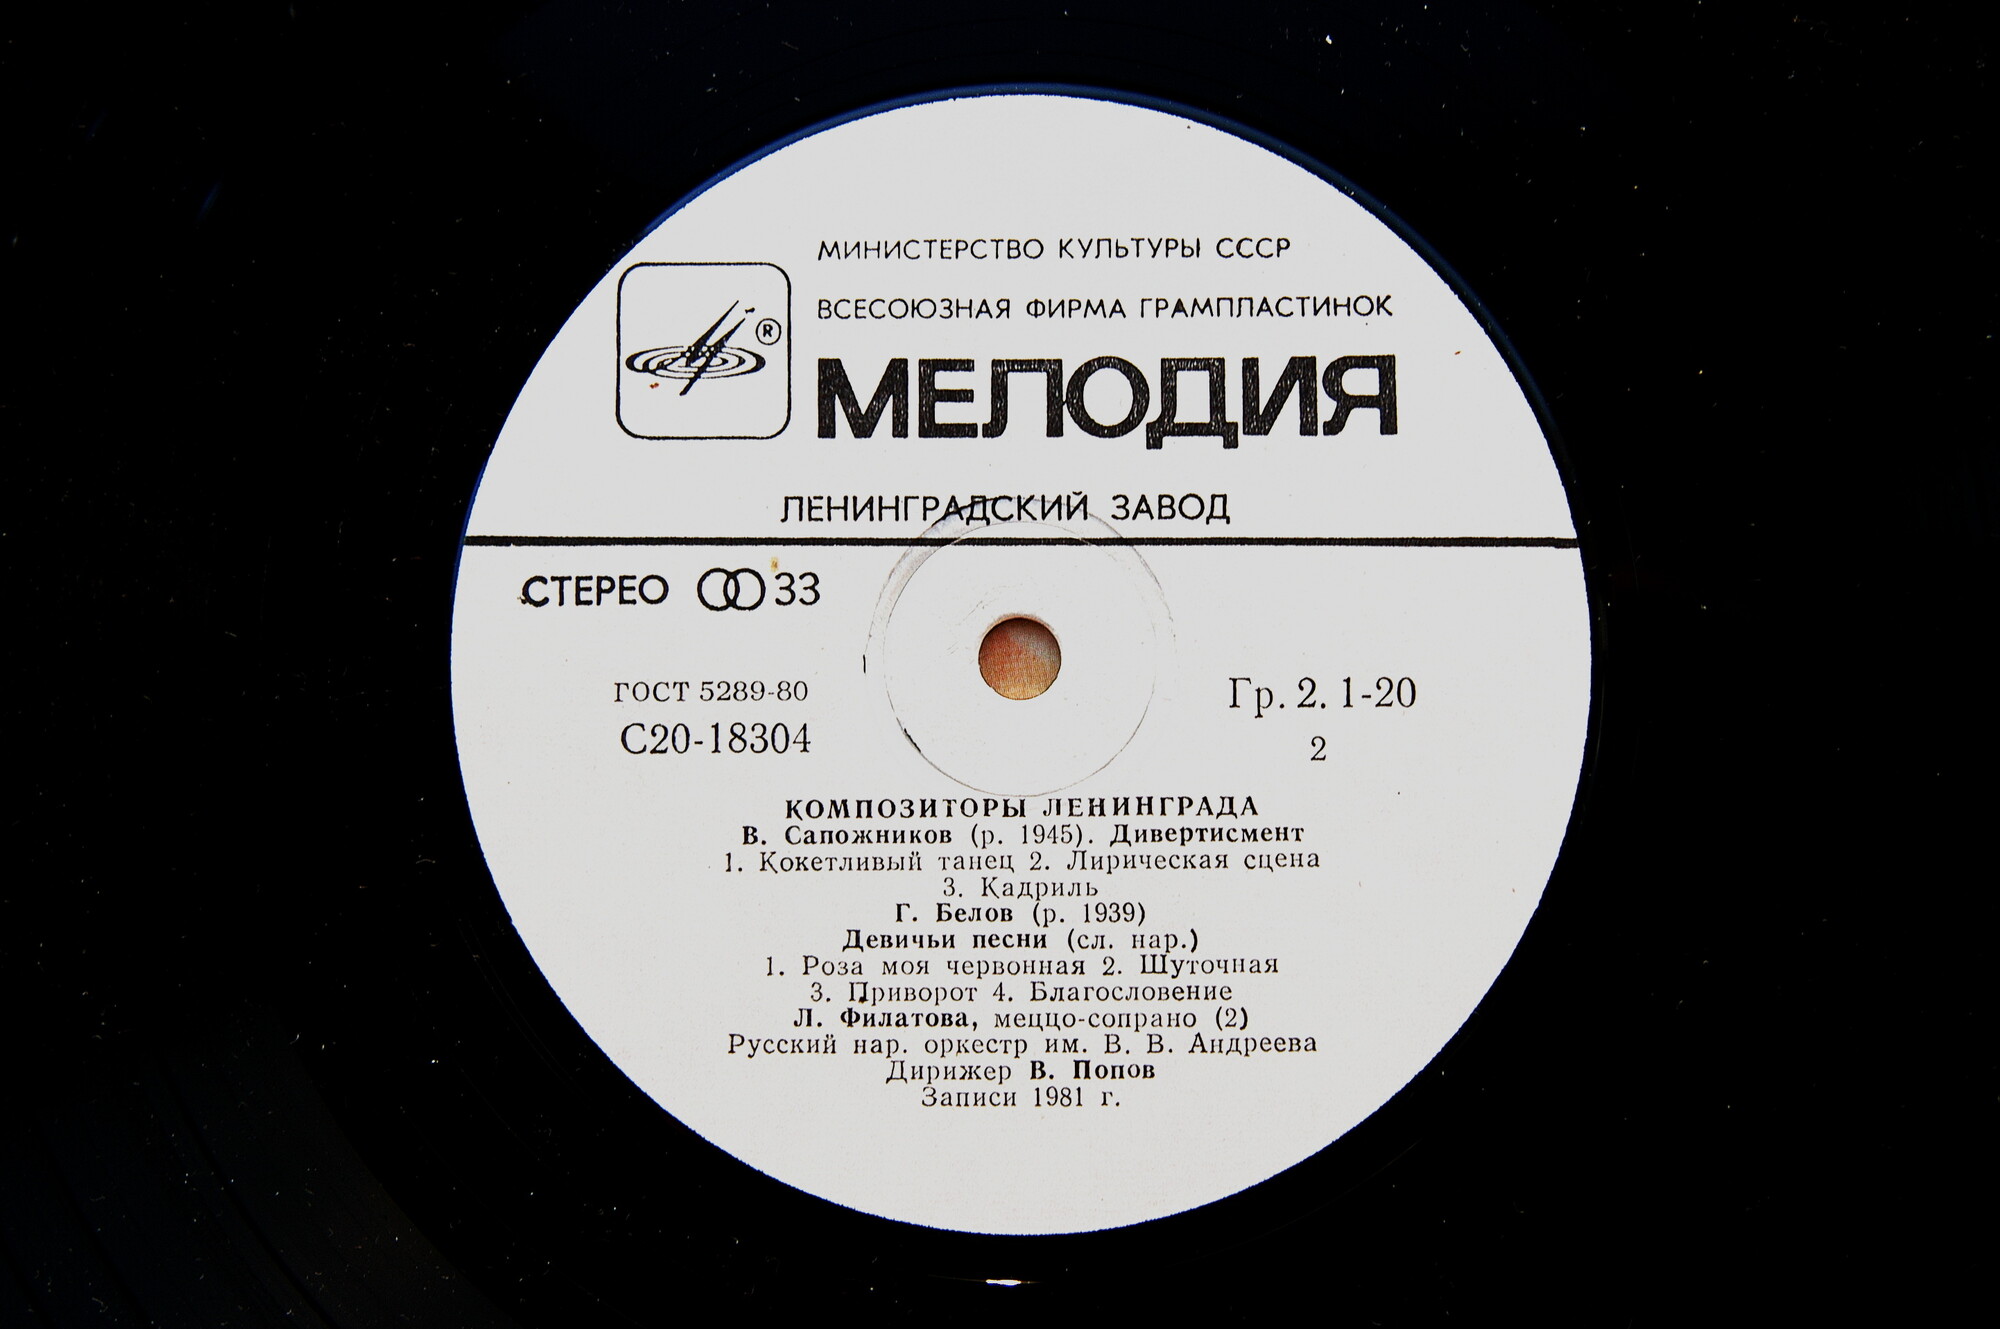 МИНИСТЕРСТВО КУЛЬТУРЫ СССР
ВСЕСОЮЗНАЯ ФИРМА ГРАМПЛАСТИНОК
®
МЕЛОДИЯ
ЛЕНИНГРАДСКИЙ ЗАВОД
СТЕРЕО 33
ГОСТ 5289-80
С20-18304
Гр. 2. 1-20
2
КОМПОЗИТОРЫ ЛЕНИНГРАДА
В. Сапожников (р. 1945). Дивертисмент
1. Кокетливый танец 2. Лирическая сцена
3. Кадриль
Г. Белов (р. 1939)
Девичьи песни (сл. нар.)
1. Роза моя червонная 2. Шуточная
3. Приворот 4. Благословение
Л. Филатова, меццо-сопрано (2)
Русский нар. оркестр им. В. В. Андреева
Дирижер В. Попов
Записи 1981 г.